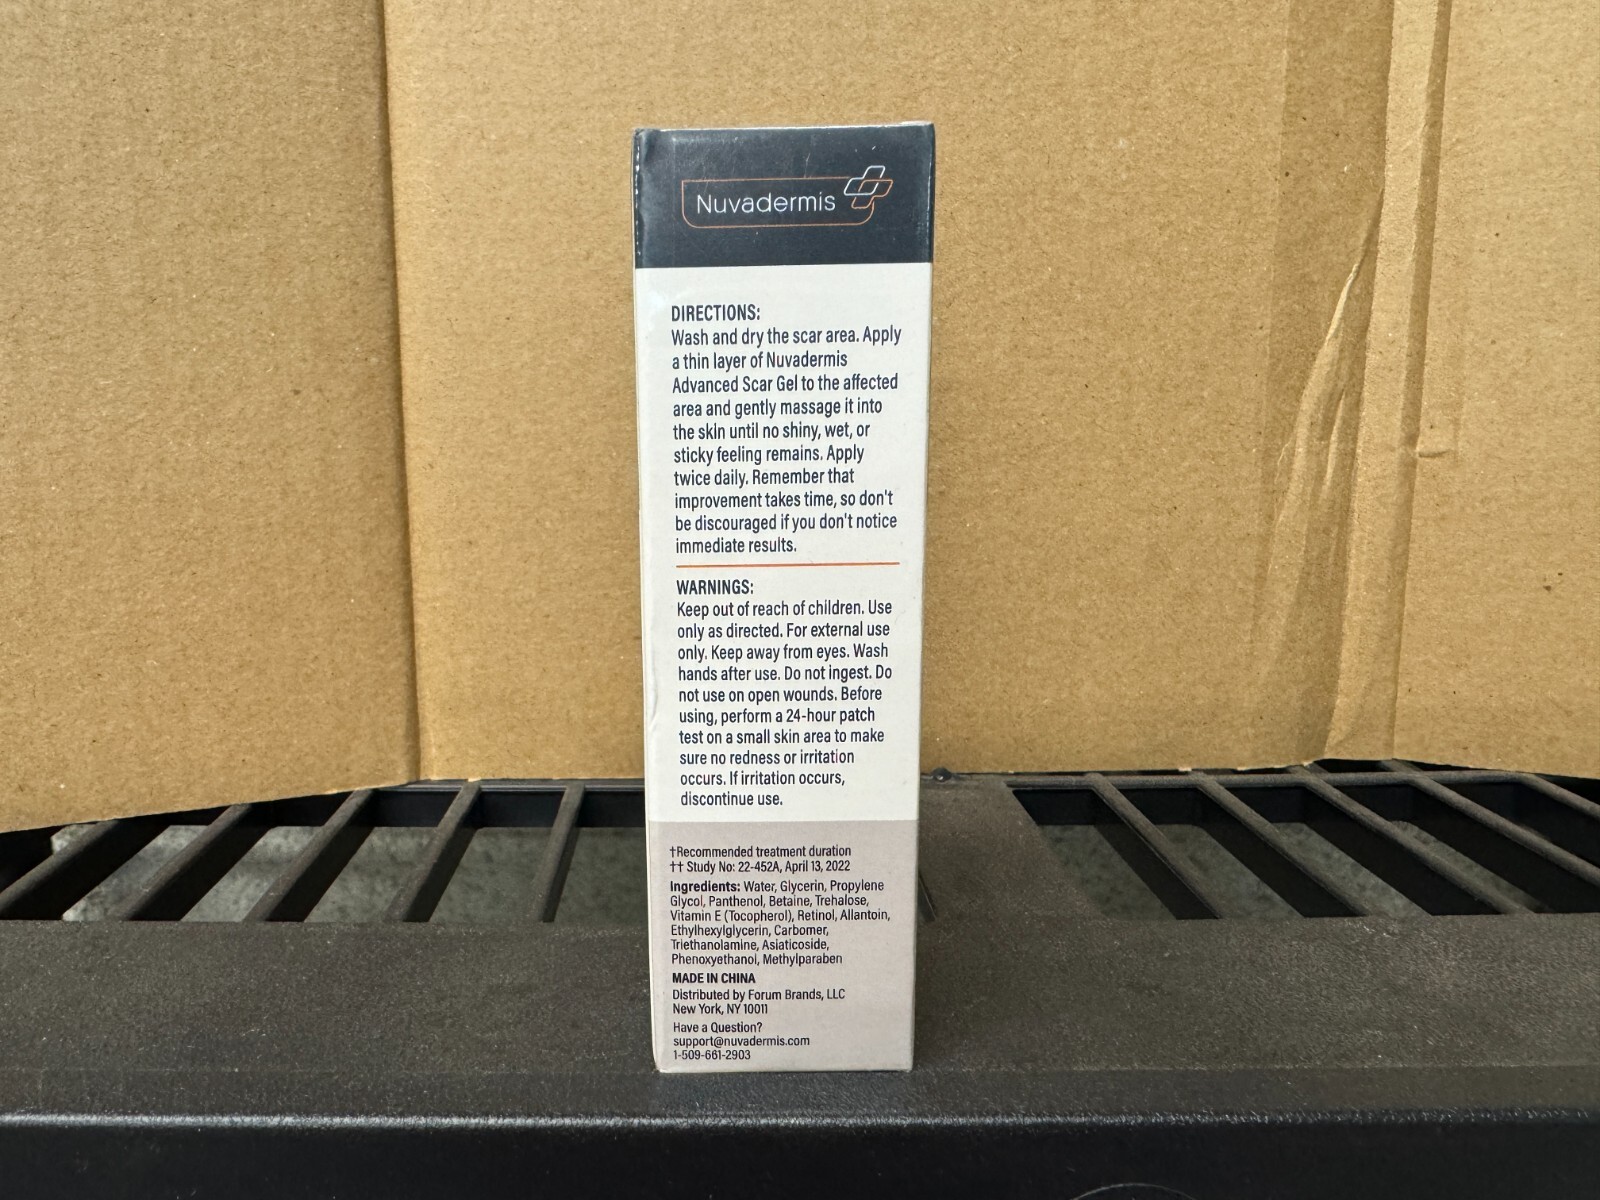 Nuvadermis
DIRECTIONS:
Wash and dry the scar area. Apply
a thin layer of Nuvadermis
Advanced Scar Gel to the affected
area and gently massage it into
the skin until no shiny, wet, or
sticky feeling remains. Apply
twice daily. Remember that
improvement takes time, so don't
be discouraged if you don't notice
immediate results.
WARNINGS:
Keep out of reach of children. Use
only as directed. For external use
only. Keep away from eyes. Wash
hands after use. Do not ingest. Do
not use on open wounds. Before
using, perform a 24-hour patch
test on a small skin area to make
sure no redness or irritation
occurs. If irritation occurs,
discontinue use.
†Recommended treatment duration
†† Study No: 22-452A, April 13, 2022
Ingredients: Water, Glycerin, Propylene
Glycol, Panthenol, Betaine, Trehalose,
Vitamin E (Tocopherol), Retinol, Allantoin,
Ethylhexylglycerin, Carbomer,
Triethanolamine, Asiaticoside,
Phenoxyethanol, Methylparaben
MADE IN CHINA
Distributed by Forum Brands, LLC
New York, NY 10011
Have a Question?
support@nuvadermis.com
1-509-661-2903